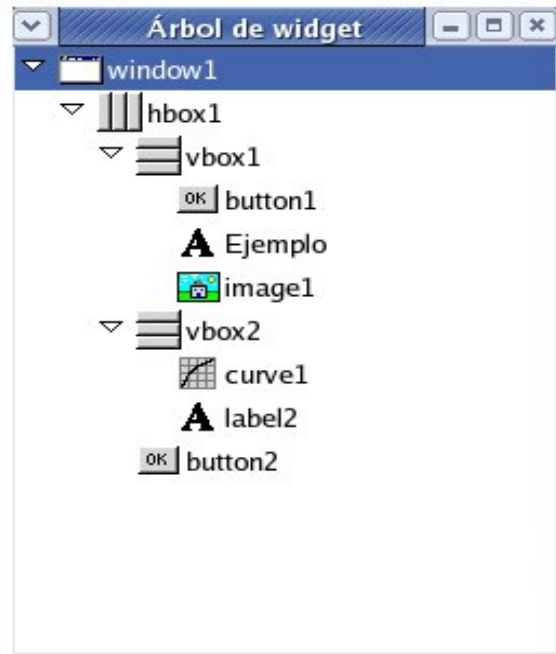 Árbol de widget
window1
hbox1
vbox1
OK button1
A Ejemplo
image1
vbox2
curve1
A label2
OK button2